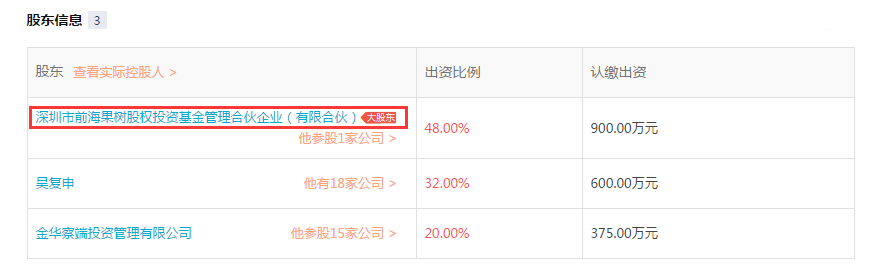 股东信息 3
股东 查看实际控股人 > 出资比例 认缴出资
深圳市前海果树股权投资基金管理合伙企业（有限合伙） 大股东
他参股1家公司 > 48.00% 900.00万元
吴复申 他有18家公司 > 32.00% 600.00万元
金华察端投资管理有限公司 他参股15家公司 > 20.00% 375.00万元